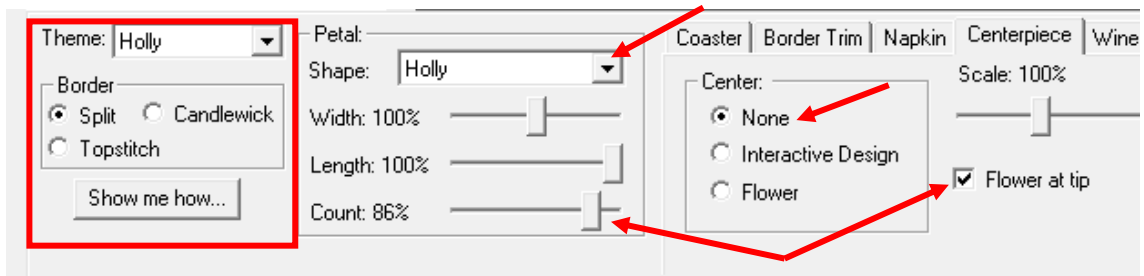 Theme: Holly
Border
Split Candlewick
Topstitch
Show me how...
Petal:
Shape: Holly
Width: 100%
Length: 100%
Count: 86%
Coaster Border Trim Napkin Centerpiece Wine
Center:
None
Interactive Design
Flower
Scale: 100%
Flower at tip